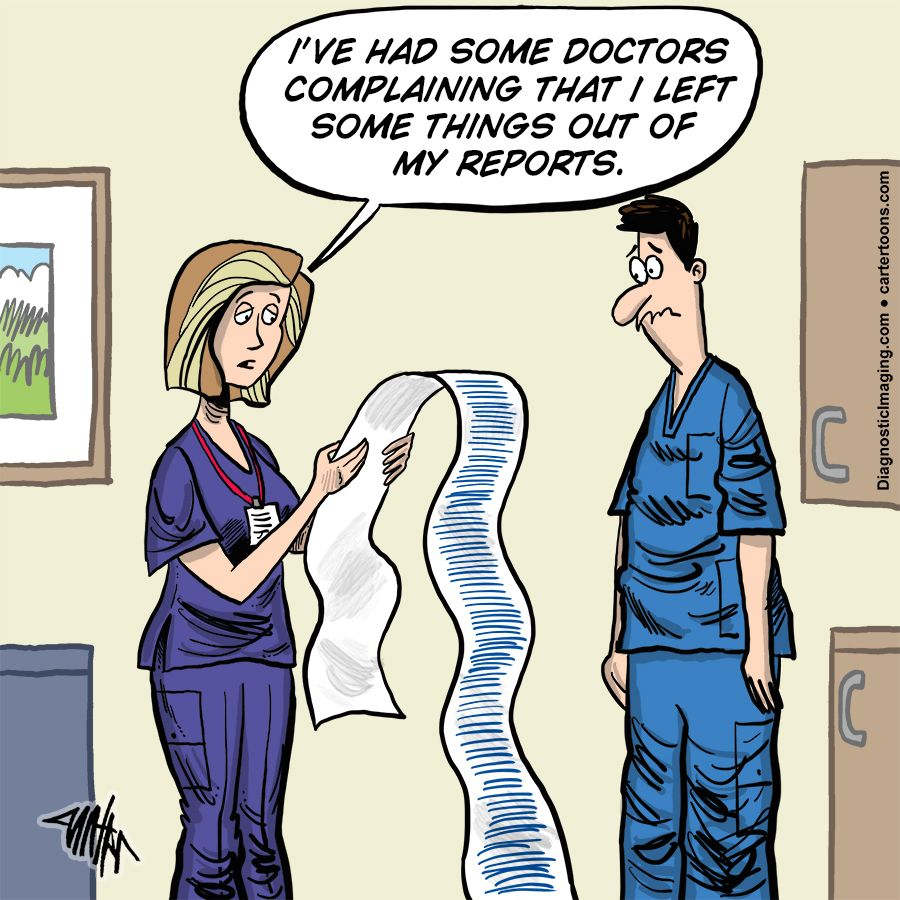 I'VE HAD SOME DOCTORS
COMPLAINING THAT I LEFT
SOME THINGS OUT OF
MY REPORTS.
DiagnosticImaging.com • cartertoons.com